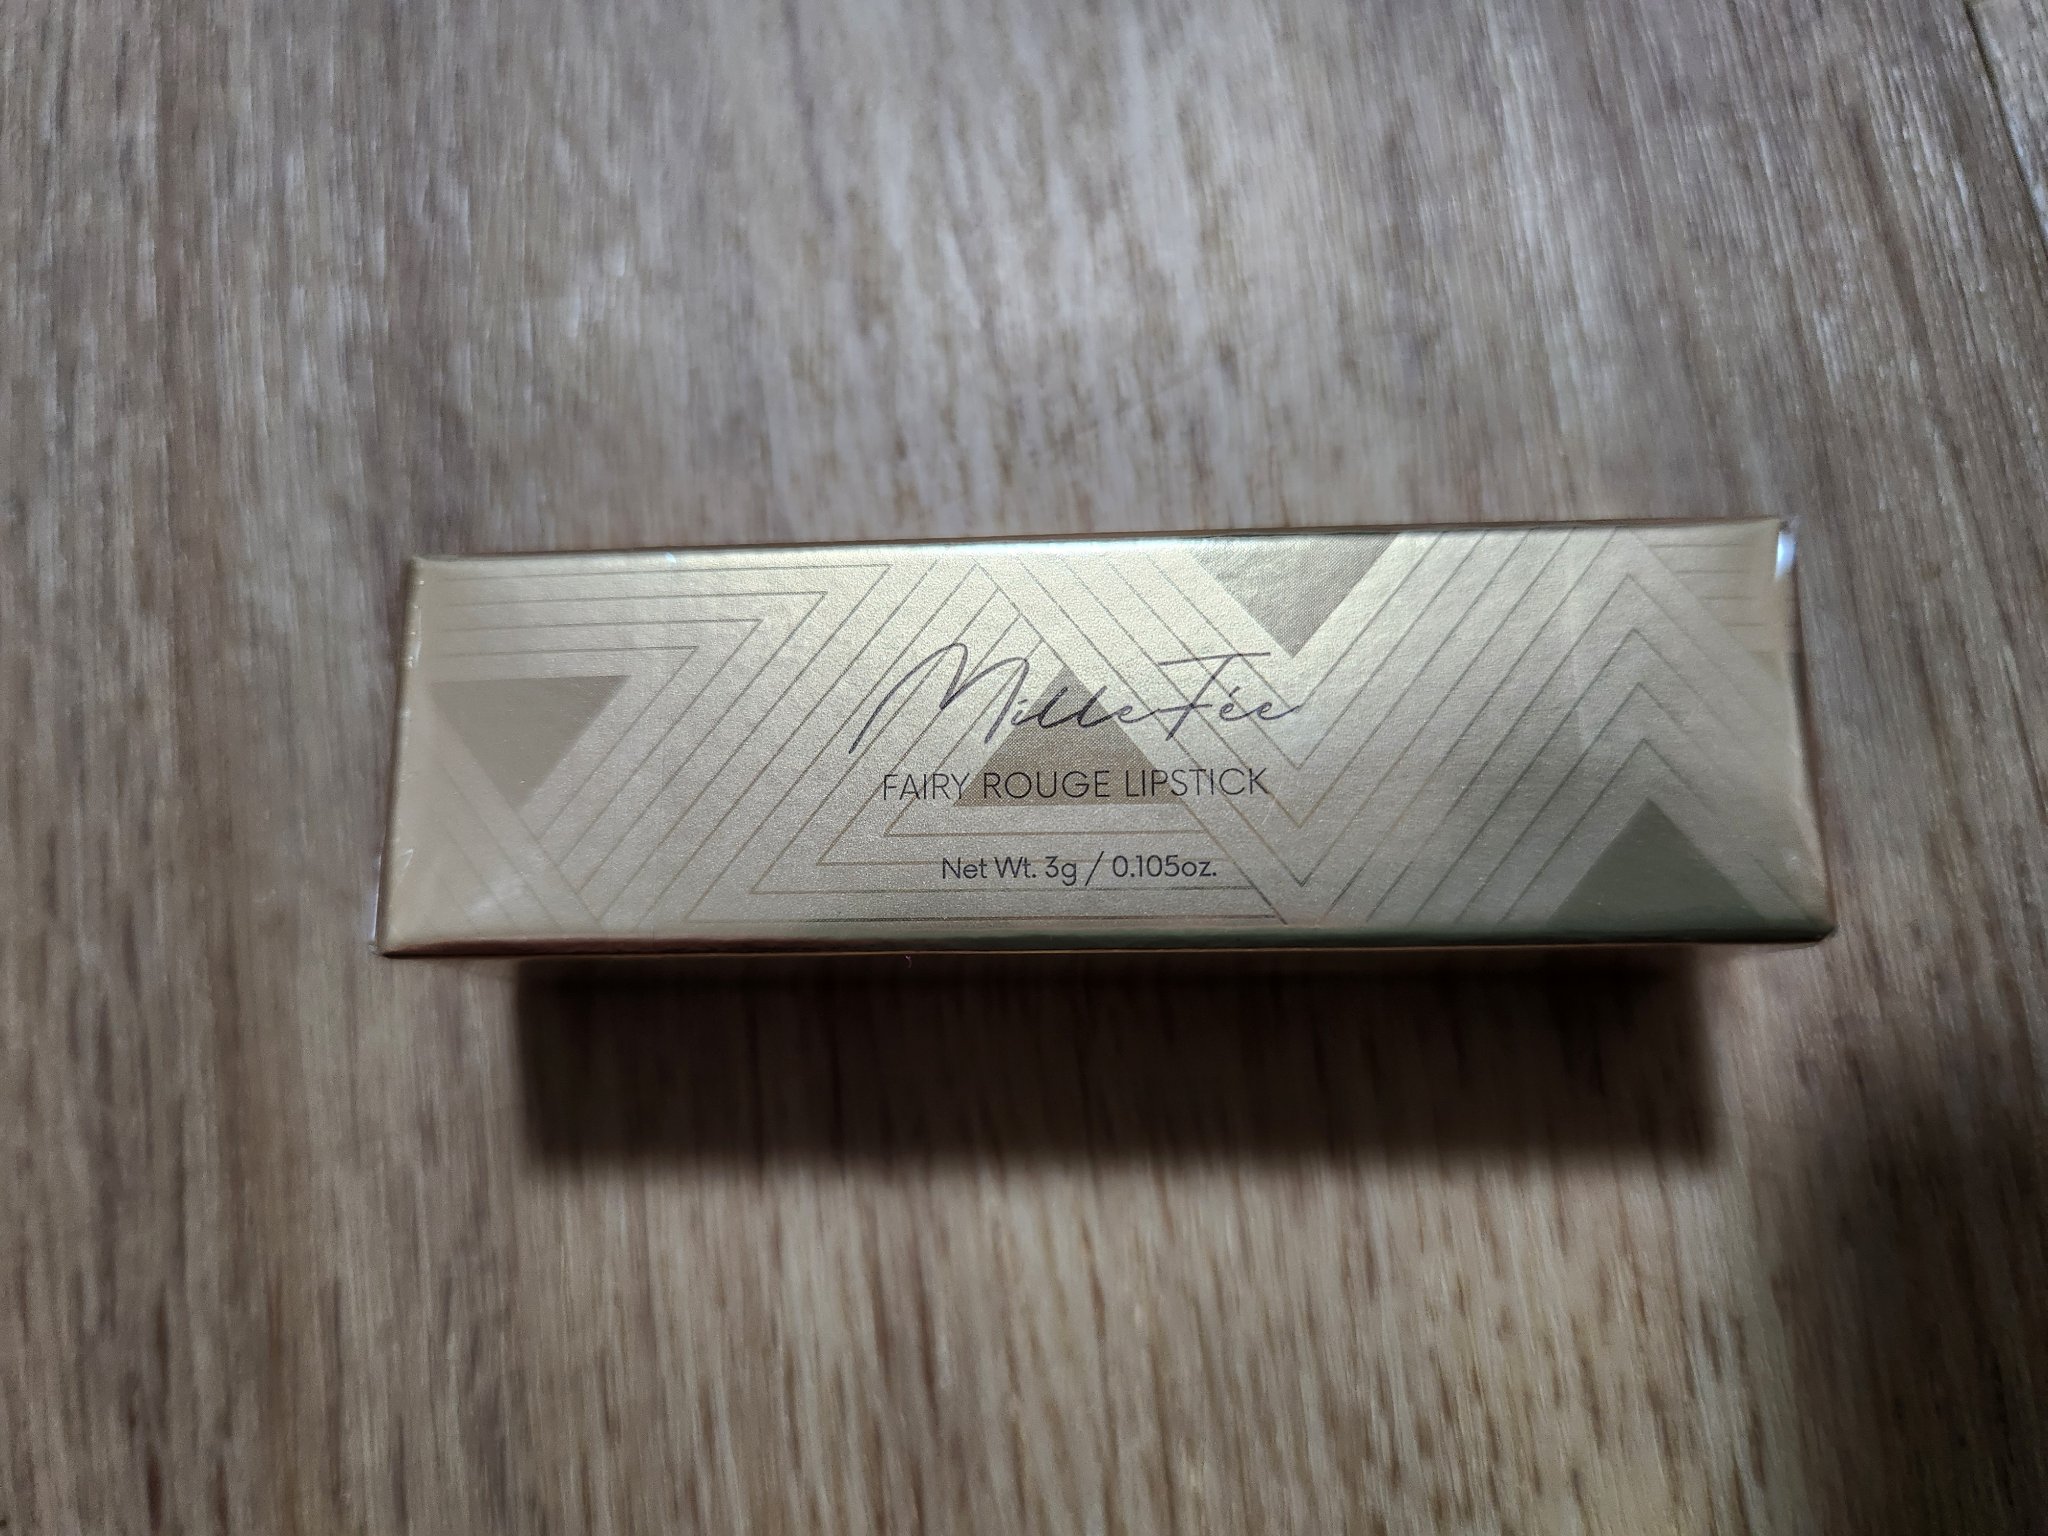 MilleFée
FAIRY ROUGE LIPSTICK
Net Wt. 3g / 0.105oz.